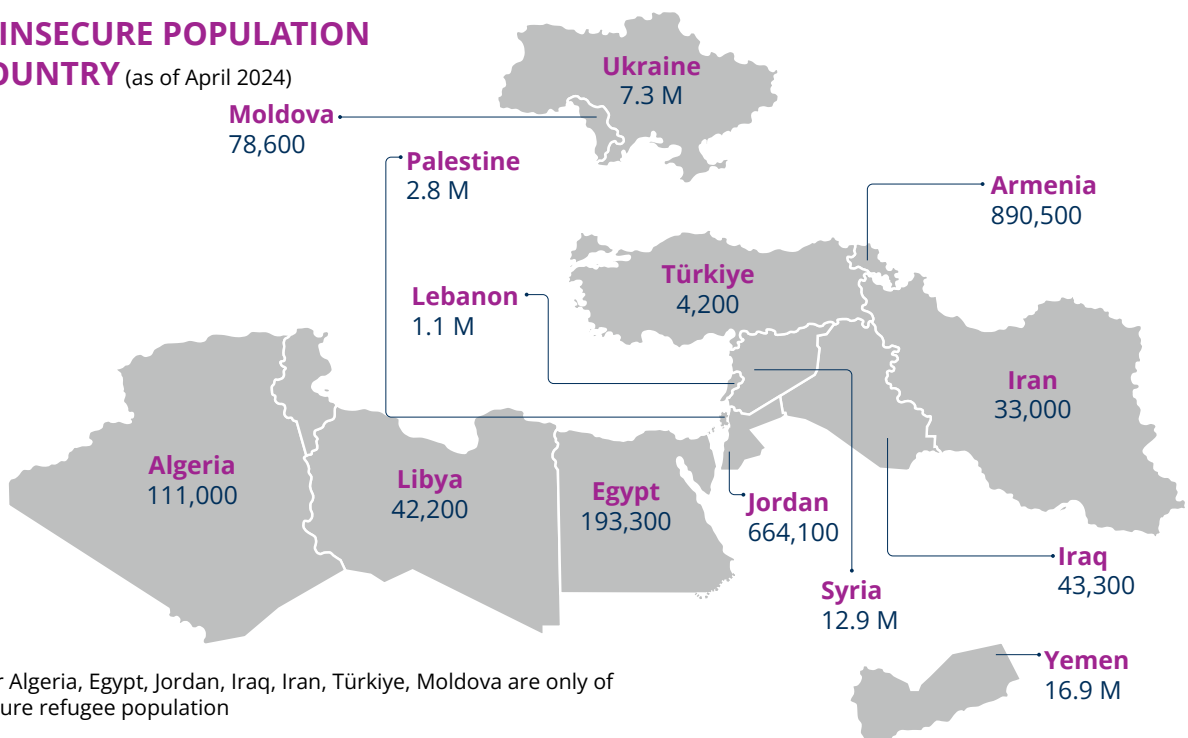 INSECURE POPULATION
OUNTRY (as of April 2024)
Ukraine
7.3 M
Moldova
78,600
Palestine
2.8 M
Armenia
890,500
Türkiye
4,200
Lebanon
1.1 M
Iran
33,000
Algeria
111,000
Libya
42,200
Egypt
193,300
Jordan
664,100
Iraq
43,300
Syria
12.9 M
Yemen
16.9 M
r Algeria, Egypt, Jordan, Iraq, Iran, Türkiye, Moldova are only of
ure refugee population